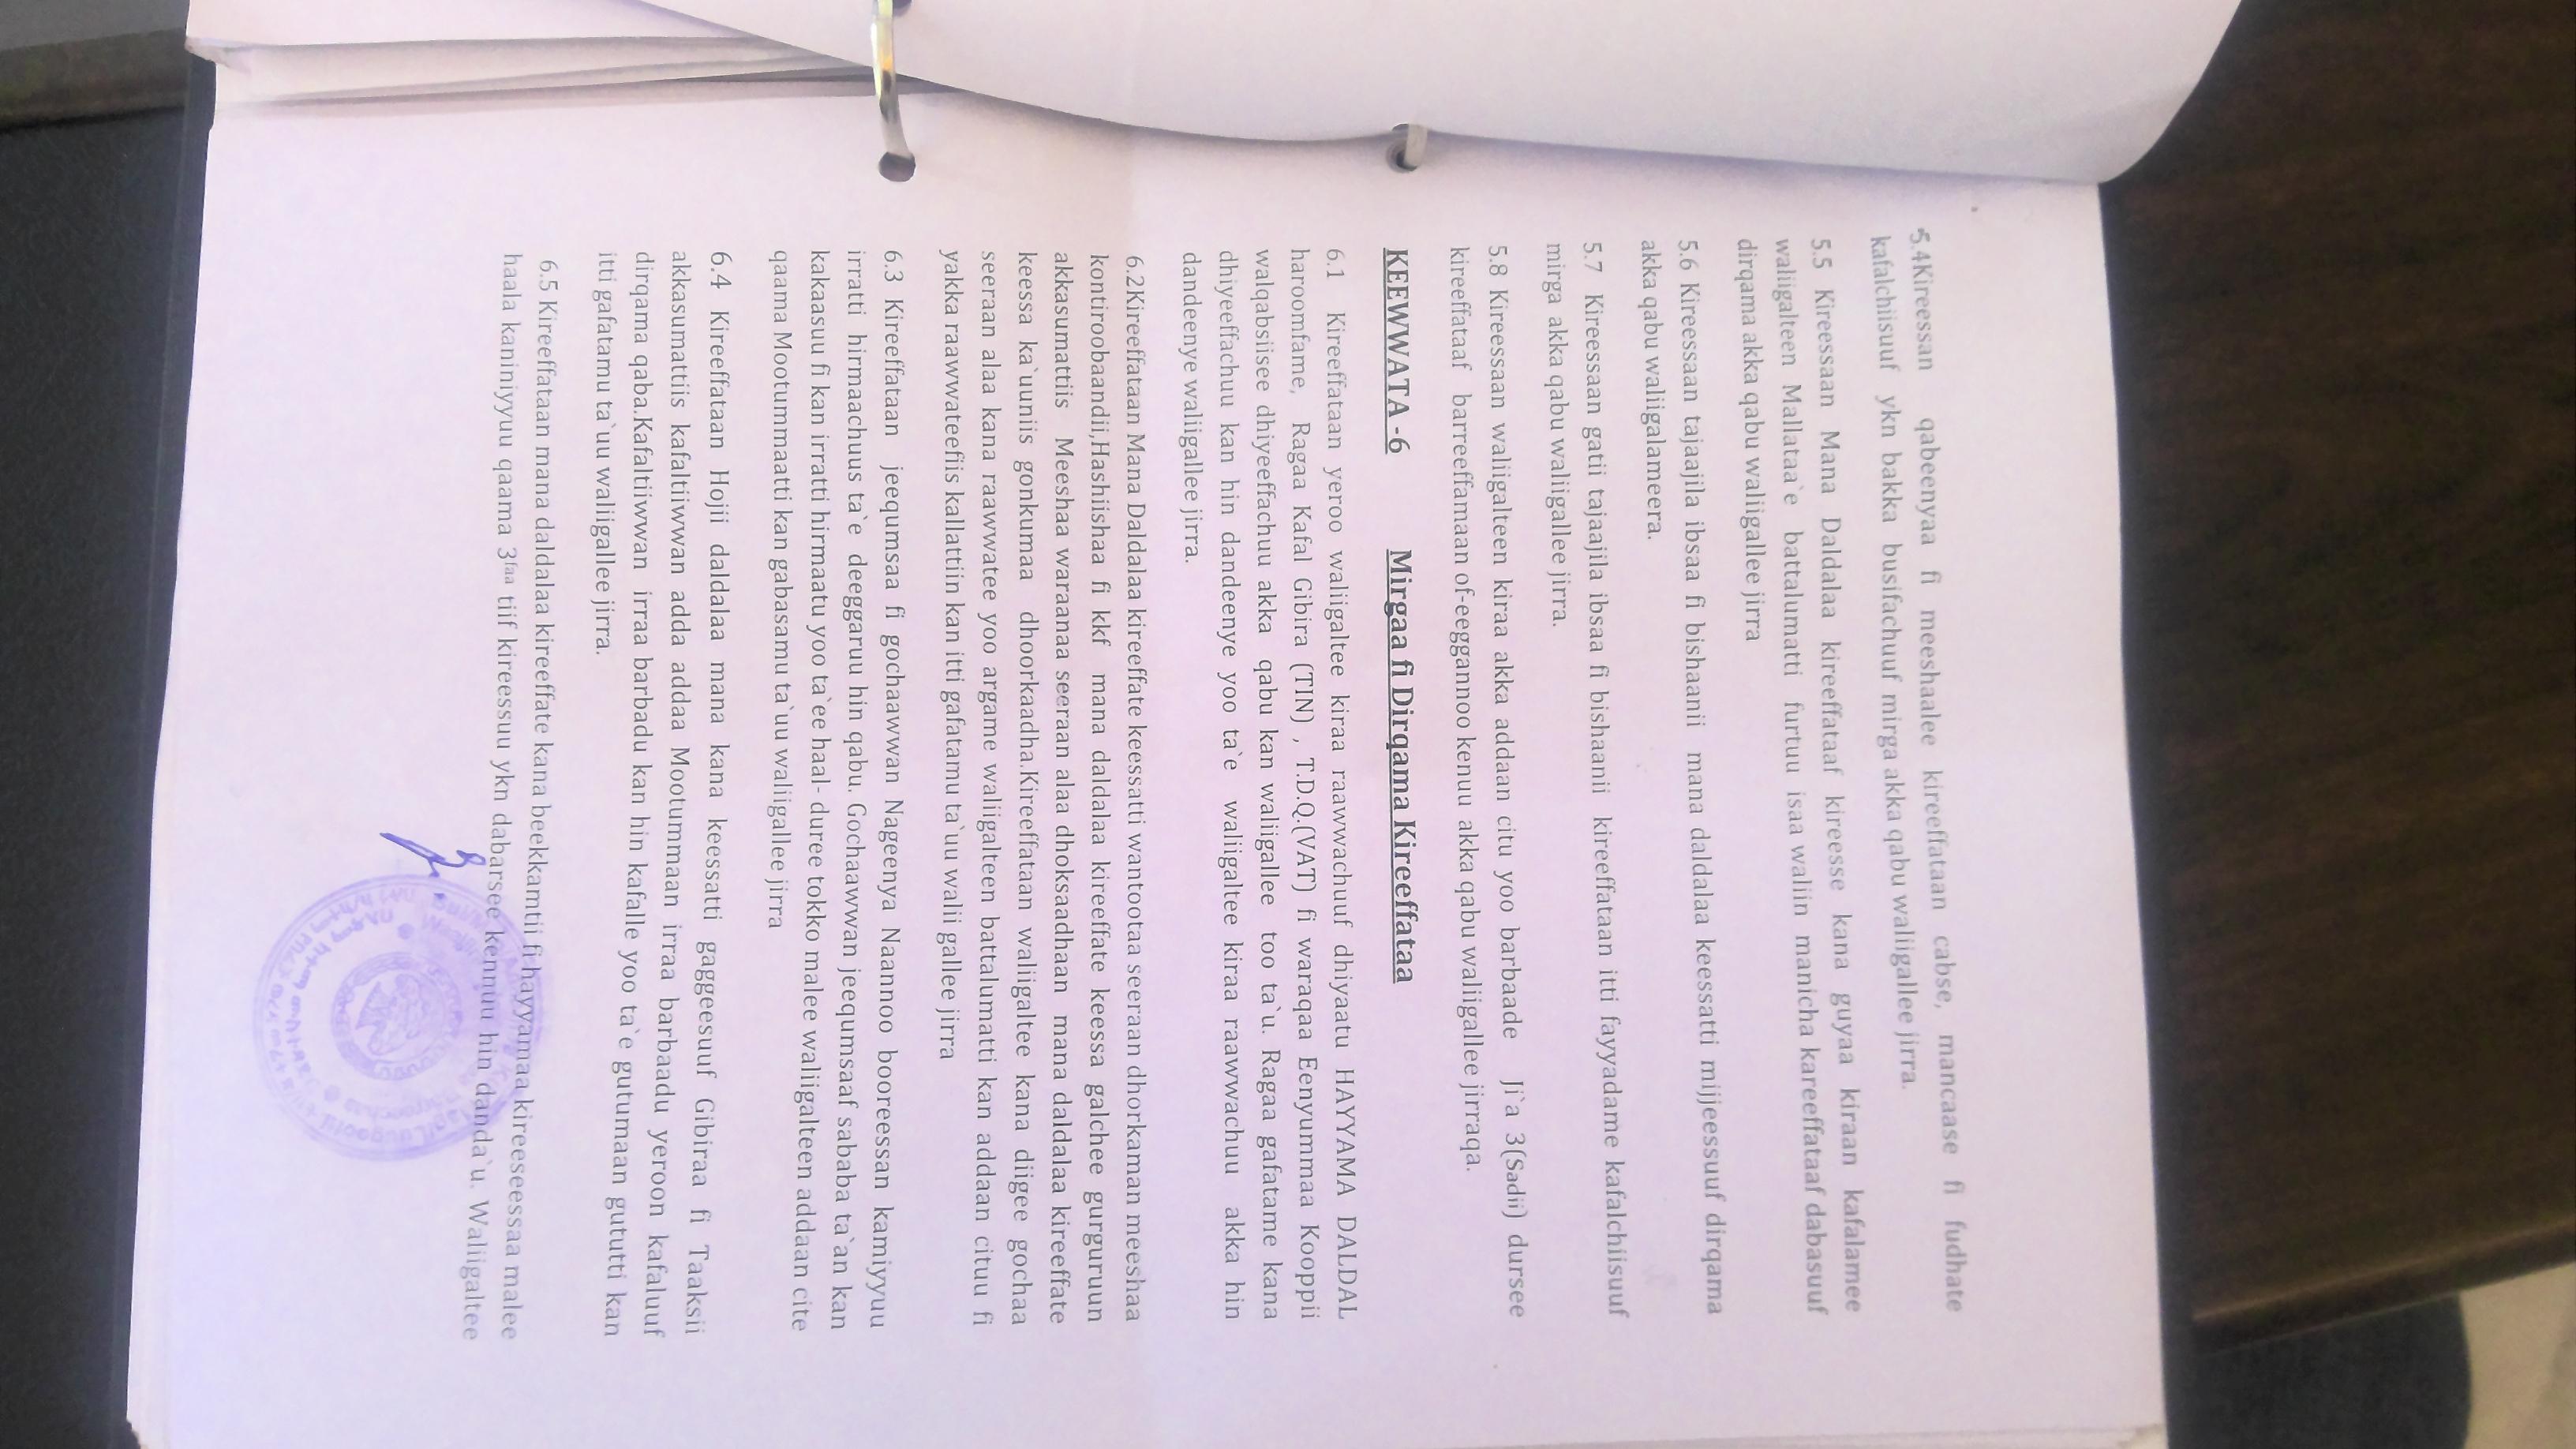 5.4Kireessan qabeenyaa fi meeshaalee kireeffataan cabse, mancaase fi fudhate
kafalchiisuuf ykn bakka busifachuuf mirga akka qabu waliigallee jirra.
5.5 Kireessaan Mana Daldalaa kireeffataaf kireesse kana guyaa kiraan kafalamee
waliigalteen Mallataa`e battalumatti furtuu isaa walin manicha kareeffataaf dabasuuf
dirqama akka qabu waliigallee jirra
5.6 Kireessaan tajaajila ibsaa fi bishaanii mana daldalaa keessatti mijjeessuuf dirqama
akka qabu waliigalameera.
5.7 Kireessaan gatii tajaajila ibsaa fi bishaanii kireeffataan itti fayyadame kafalchiisuuf
mirga akka qabu waliigallee jirra.
5.8 Kireessaan waliigalteen kiraa akka addaan citu yoo barbaade Ji`a 3(Sadii) dursee
kireeffataaf barreeffamaan of-eeggannoo kenuu akka qabu waliigallee jirraqa.
KEEWWATA -6 Mirgaa fi Dirqama Kireeffataa
6.1 Kireeffataan yeroo waliigaltee kiraa raawwachuuf dhiyaatu HAYYAMA DALDAL
haroomfame, Ragaa Kafal Gibira (TIN) , T.D.Q.(VAT) fi waraqaa Eenyummaa Kooppii
walqabsiisee dhiyeeffachuu akka qabu kan waliigallee too ta`u. Ragaa gafatame kana
dhiyeeffachuu kan hin dandeenye yoo ta`e waliigaltee kiraa raawwachuu akka hin
dandeenye waliigallee jirra.
6.2Kireeffataan Mana Daldalaa kireeffate keessatti wantootaa seeraan dhorkaman meeshaa
kontiroobaandii,Hashiishaa fi kkf mana daldalaa kireeffate keessa galchee gurguruun
akkasumattis Meeshaa waraanaa seeraan alaa dhoksaadhaan mana daldalaa kireeffate
keessa ka`uuniis gonkumaa dhoorkaadha.Kireeffataan waliigaltee kana diigee gochaa
seeraan alaa kana raawwatee yoo argame waliigalteen battalumatti kan addaan cituu fi
yakka raawwateefiis kallattiin kan itti gafatamu ta`uu walii gallee jirra
6.3 Kireeffataan jeequmsaa fi gochaawwan Nageenya Naannoo booreessan kamiyyuu
irratti hirmaachuus ta`e deeggaruu hin qabu. Gochaawwan jeequmsaaf sababa ta`an kan
kakaasuu fi kan irratti hirmaatu yoo ta`ee haal- duree tokko malee waliigalteen addaan cite
qaama Mootummaatti kan gabasamu ta`uu waliigallee jirra
6.4 Kireeffataan Hojii daldalaa mana kana keessatti gaggeesuuf Gibiraa fi Taaksii
akkasumattiis kafaltiiwwan adda addaa Mootummaan irraa barbaadu yeroon kafaluuf
dirqama qaba.Kafaltiiwwan irraa barbadu kan hin kafalle yoo ta`e gutumaan gututti kan
itti gafatamu ta`uu waliigallee jirra.
6.5 Kireeffataan mana daldalaa kireeffate kana beekkamtii fi hayyamaa kireeseessaa malee
haala kaniniyyuu qaama 3faa tiif kireessuu ykn dabarsee kennuu hin danda`u. Waliigaltee